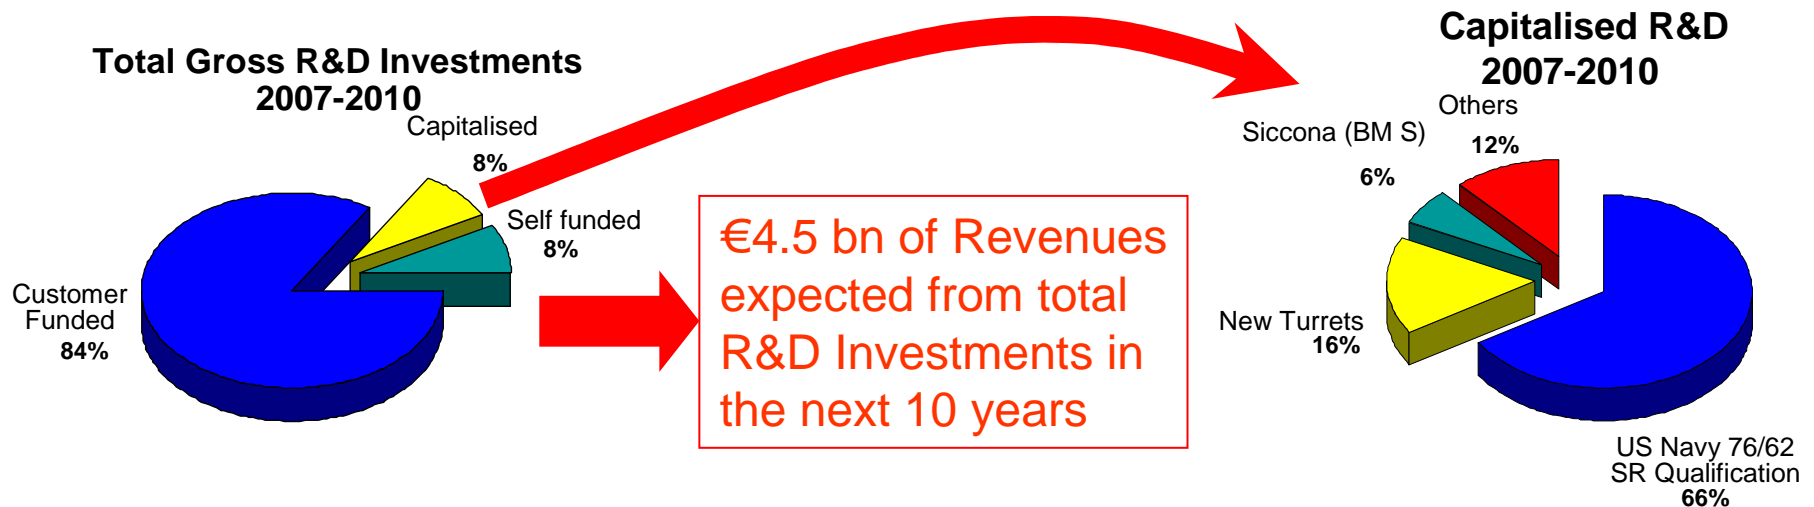 Total Gross R&D Investments
2007-2010
Capitalised
8%
Self funded
8%
Customer
Funded
84%
€4.5 bn of Revenues
expected from total
R&D Investments in
the next 10 years
Capitalised R&D
2007-2010
Others
12%
Siccona (BM S)
6%
New Turrets
16%
US Navy 76/62
SR Qualification
66%